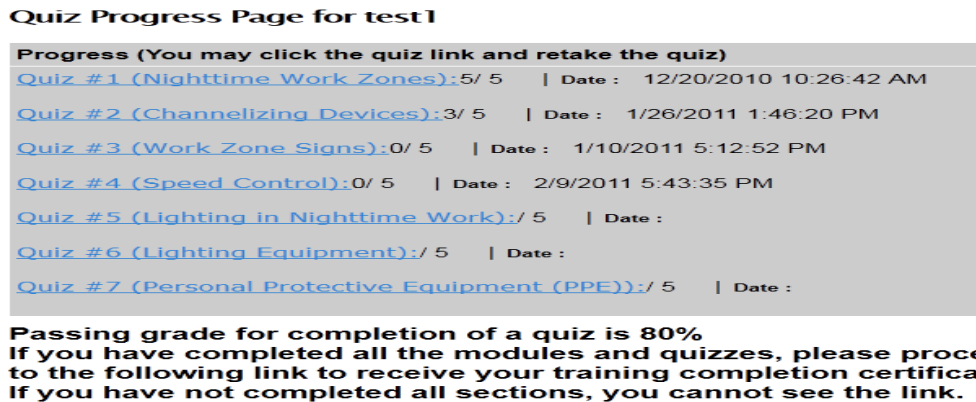 Quiz Progress Page for test1
Progress (You may click the quiz link and retake the quiz)
Quiz #1 (Nighttime Work Zones):5/ 5 | Date : 12/20/2010 10:26:42 AM
Quiz #2 (Channelizing Devices):3/ 5 | Date : 1/26/2011 1:46:20 PM
Quiz #3 (Work Zone Signs):0/ 5 | Date : 1/10/2011 5:12:52 PM
Quiz #4 (Speed Control):0/ 5 | Date : 2/9/2011 5:43:35 PM
Quiz #5 (Lighting in Nighttime Work):/ 5 | Date :
Quiz #6 (Lighting Equipment):/ 5 | Date :
Quiz #7 (Personal Protective Equipment (PPE)):/ 5 | Date :
Passing grade for completion of a quiz is 80%
If you have completed all the modules and quizzes, please proce
to the following link to receive your training completion certifica
If you have not completed all sections, you cannot see the link.